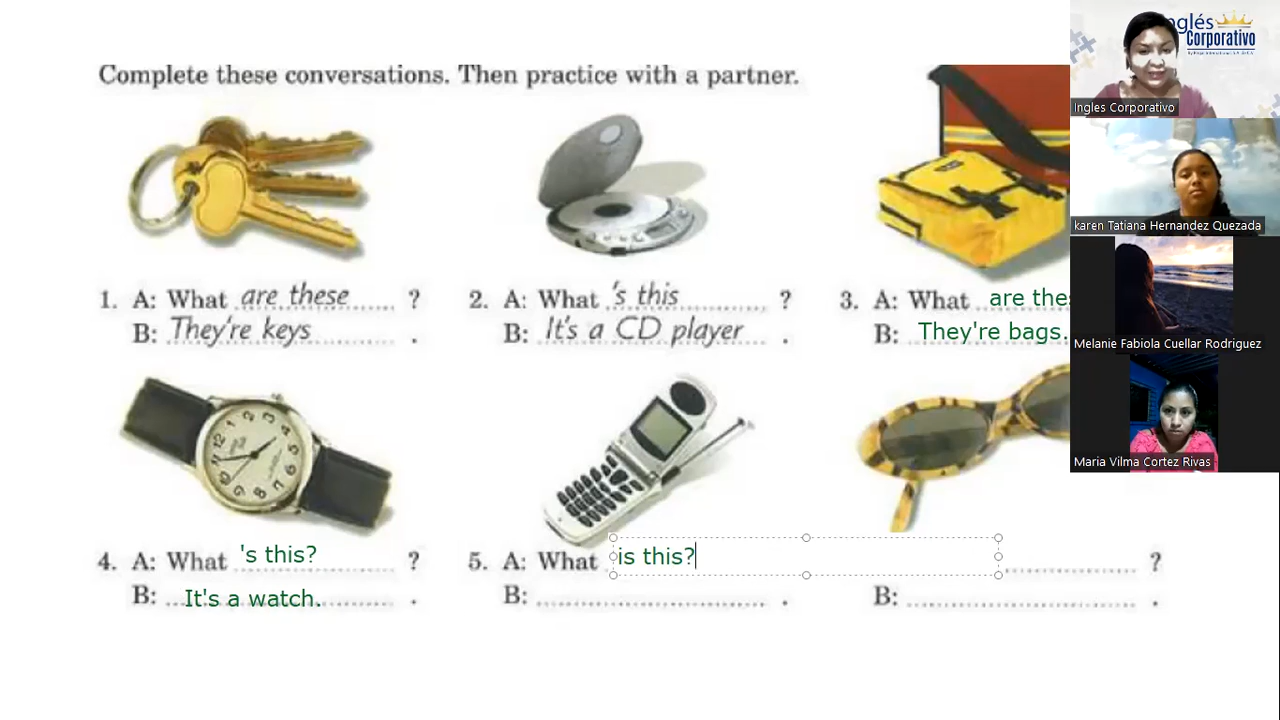 Complete these conversations. Then practice with a partner.
1. A: What are these ?
B: They're keys .
2. A: What 's this ?
B: It's a CD player .
3. A: What are the
B: They're bags.
4. A: What 's this? ?
B: It's a watch. .
5. A: What is this?
B: .
?
B: .
Inglés
Corporativo
Ingles Corporativo
karen Tatiana Hernandez Quezada
Melanie Fabiola Cuellar Rodriguez
Maria Vilma Cortez Rivas